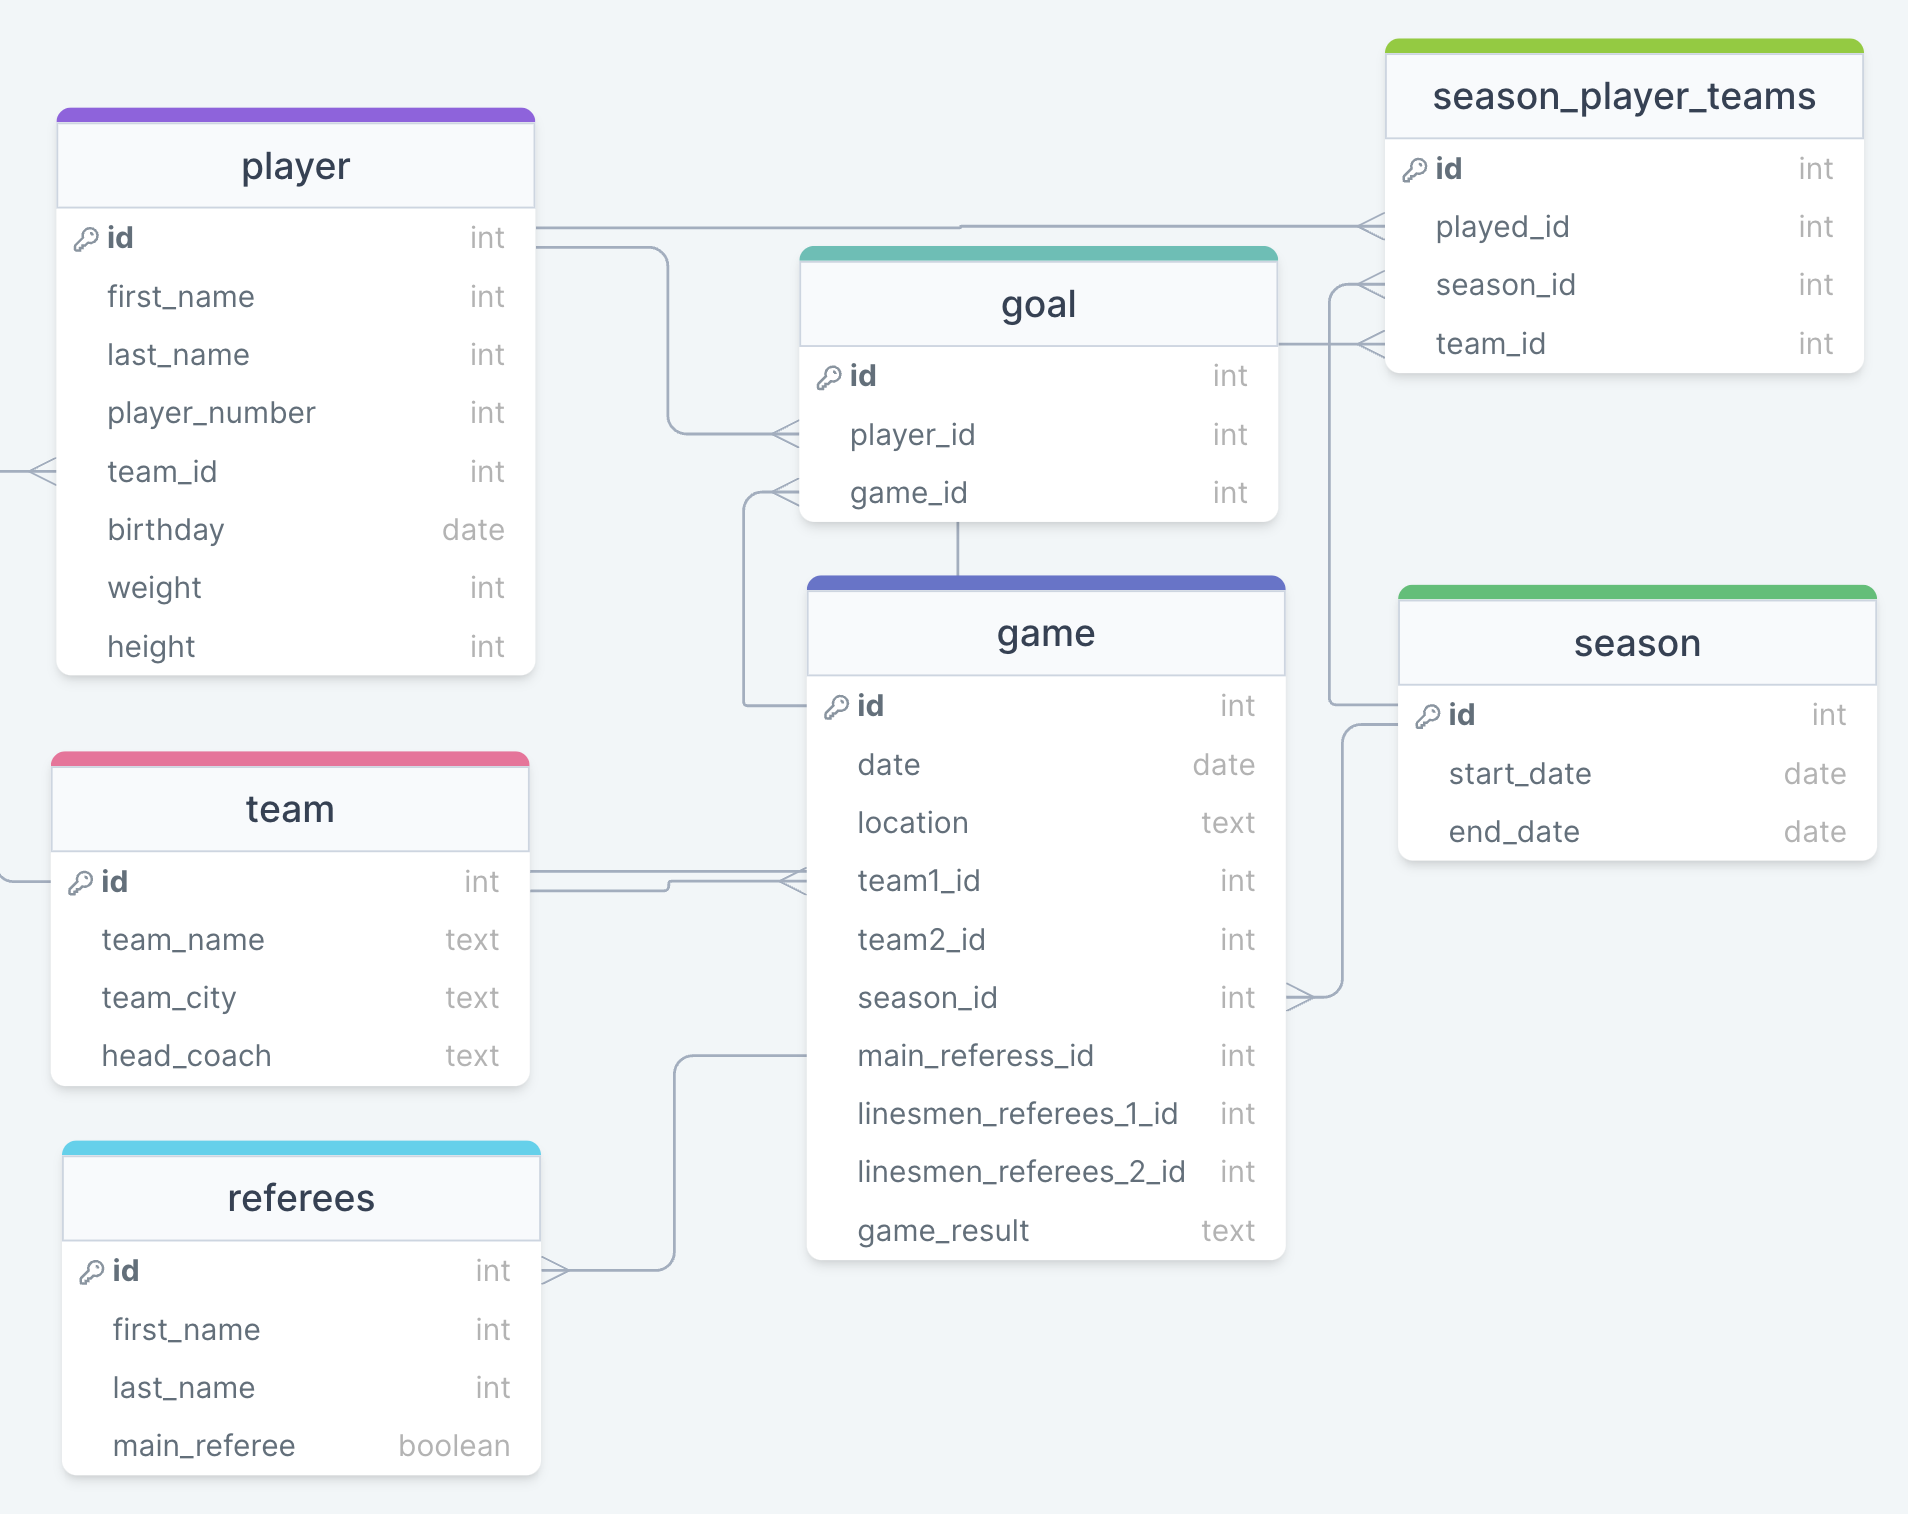 player
id int
first_name int
last_name int
player_number int
team_id int
birthday date
weight int
height int
season_player_teams
id int
played_id int
season_id int
team_id int
goal
id int
player_id int
game_id int
game
id int
date date
location text
team1_id int
team2_id int
season_id int
main_referess_id int
linesmen_referees_1_id int
linesmen_referees_2_id int
game_result text
season
id int
start_date date
end_date date
team
id int
team_name text
team_city text
head_coach text
referees
id int
first_name int
last_name int
main_referee boolean